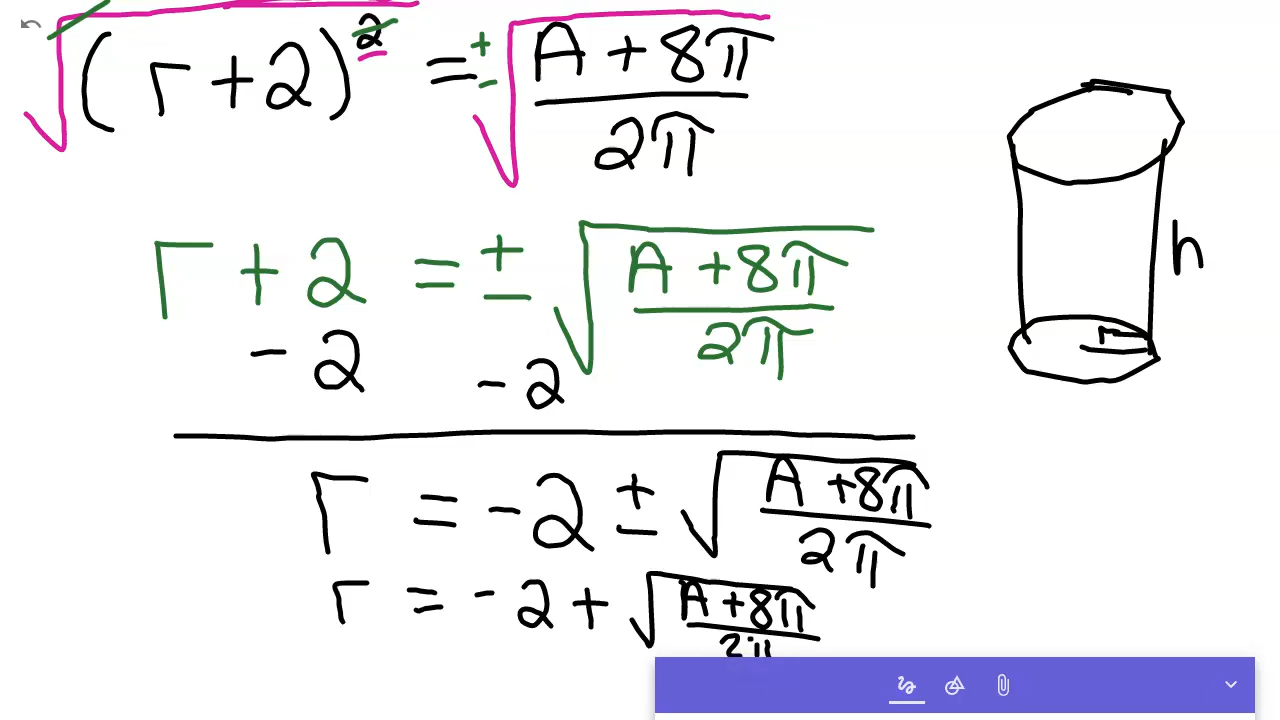 √(r+2)² = ±√((A+8π)/(2π))
r + 2 = ±√((A+8π)/(2π))
-2 -2
r = -2 ± √((A+8π)/(2π))
r = -2 + √((A+8π)/(2π))
h
r